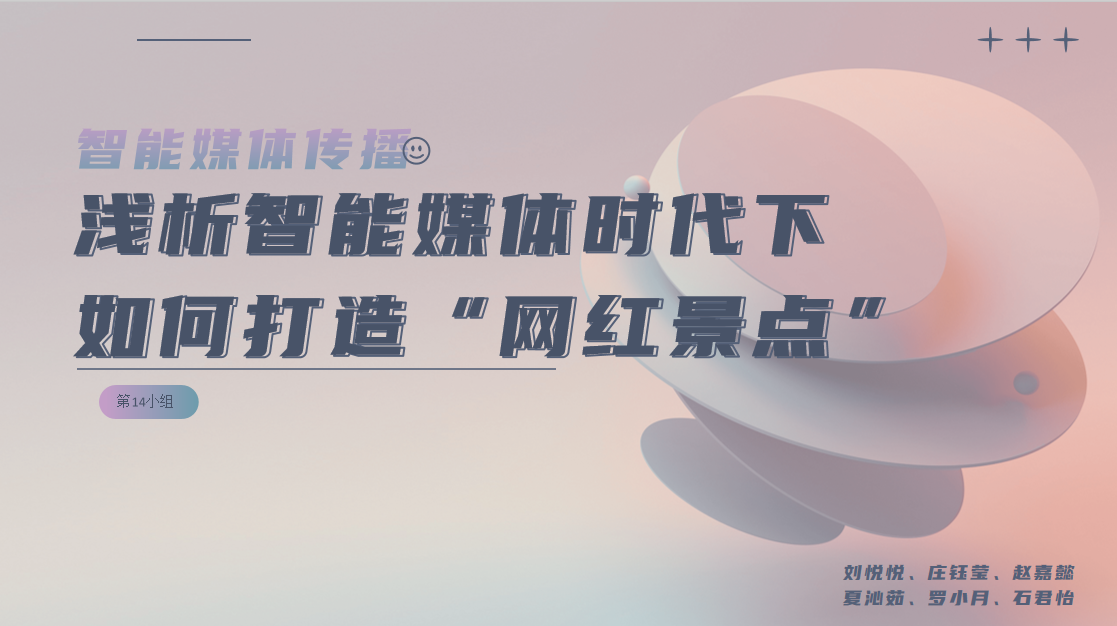 智能媒体传播
浅析智能媒体时代下
如何打造“网红景点”
第14小组
刘悦悦、庄钰莹、赵嘉懿
夏沁茹、罗小月、石君怡